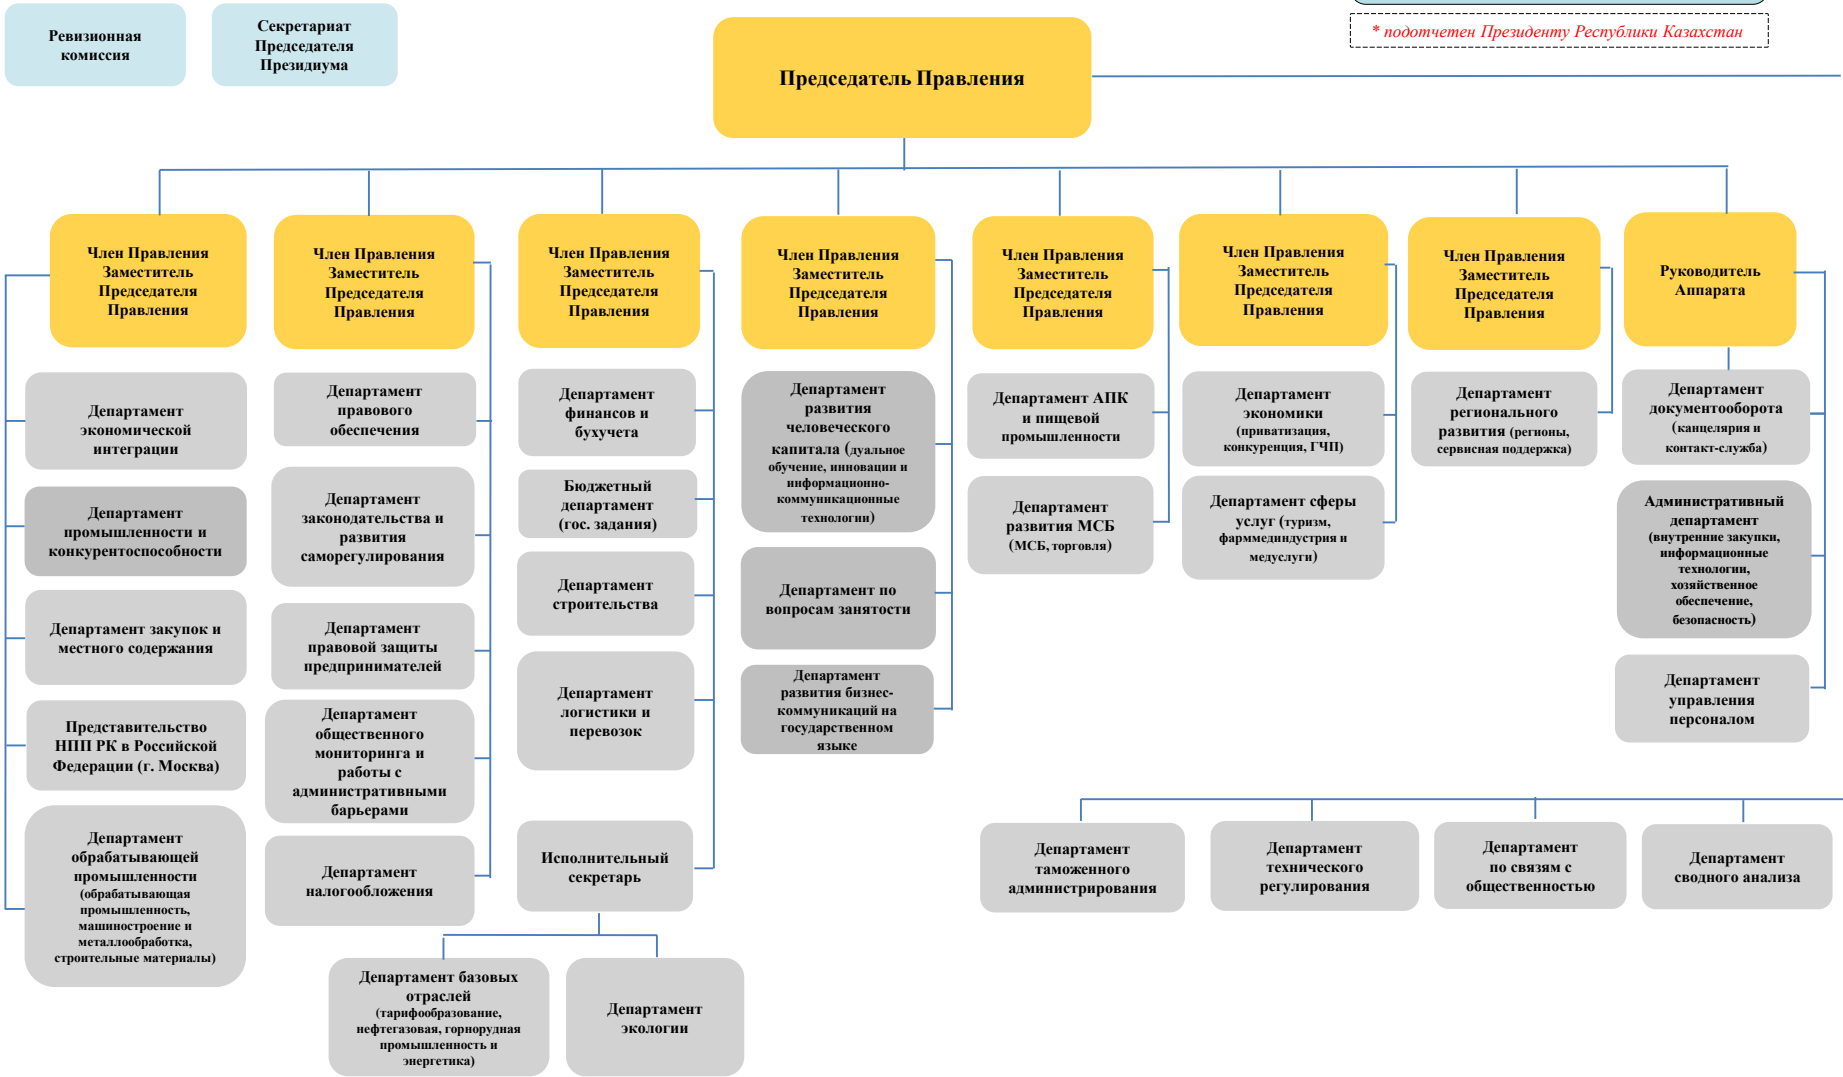 Ревизионная
комиссия
Секретариат
Председателя
Президиума
* подотчетен Президенту Республики Казахстан
Председатель Правления
Член Правления
Заместитель
Председателя
Правления
Член Правления
Заместитель
Председателя
Правления
Член Правления
Заместитель
Председателя
Правления
Член Правления
Заместитель
Председателя
Правления
Член Правления
Заместитель
Председателя
Правления
Член Правления
Заместитель
Председателя
Правления
Член Правления
Заместитель
Председателя
Правления
Руководитель
Аппарата
Департамент
экономической
интеграции
Департамент
промышленности и
конкурентоспособности
Департамент закупок и
местного содержания
Представительство
НПП РК в Российской
Федерации (г. Москва)
Департамент
обрабатывающей
промышленности
(обрабатывающая
промышленность,
машиностроение и
металлообработка,
строительные материалы)
Департамент
правового
обеспечения
Департамент
законодательства и
развития
саморегулирования
Департамент
правовой защиты
предпринимателей
Департамент
общественного
мониторинга и
работы с
административными
барьерами
Департамент
налогообложения
Департамент
финансов и
бухучета
Бюджетный
департамент
(гос. задания)
Департамент
строительства
Департамент
логистики и
перевозок
Исполнительный
секретарь
Департамент базовых
отраслей
(тарифообразование,
нефтегазовая, горнорудная
промышленность и
энергетика)
Департамент
экологии
Департамент
развития
человеческого
капитала (дуальное
обучение, инновации и
информационно-
коммуникационные
технологии)
Департамент по
вопросам занятости
Департамент
развития бизнес-
коммуникаций на
государственном
языке
Департамент АПК
и пищевой
промышленности
Департамент
развития МСБ
(МСБ, торговля)
Департамент
экономики
(приватизация,
конкуренция, ГЧП)
Департамент сферы
услуг (туризм,
фарммединдустрия и
медуслуги)
Департамент
регионального
развития (регионы,
сервисная поддержка)
Департамент
документооборота
(канцелярия и
контакт-служба)
Административный
департамент
(внутренние закупки,
информационные
технологии,
хозяйственное
обеспечение,
безопасность)
Департамент
управления
персоналом
Департамент
таможенного
администрирования
Департамент
технического
регулирования
Департамент
по связям с
общественностью
Департамент
сводного анализа